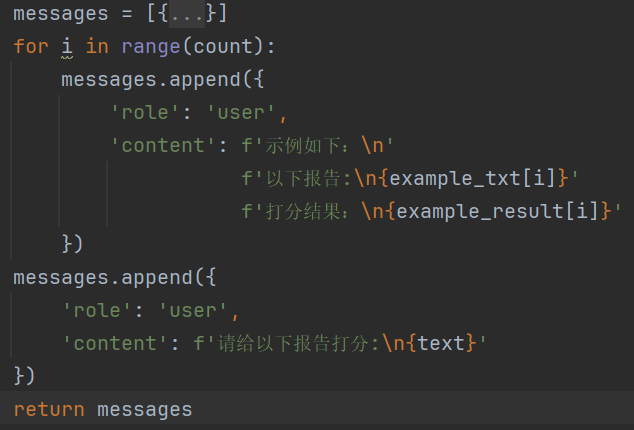 messages = [{...}]
for i in range(count):
    messages.append({
        'role': 'user',
        'content': f'示例如下：\n'
                   f'以下报告:\n{example_txt[i]}'
                   f'打分结果：\n{example_result[i]}'
    })
messages.append({
    'role': 'user',
    'content': f'请给以下报告打分:\n{text}'
})
return messages